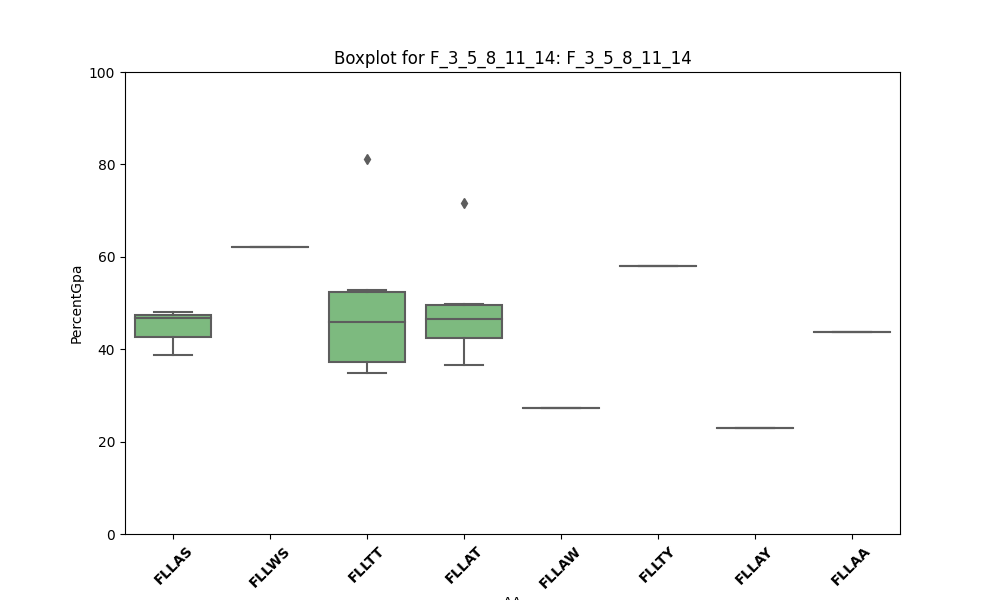 Boxplot for F_3_5_8_11_14: F_3_5_8_11_14
100
80
60
40
20
0
PercentGpa
FLLAS
FLLWS
FLLTT
FLLAT
FLLAW
FLLTY
FLLAY
FLLAA